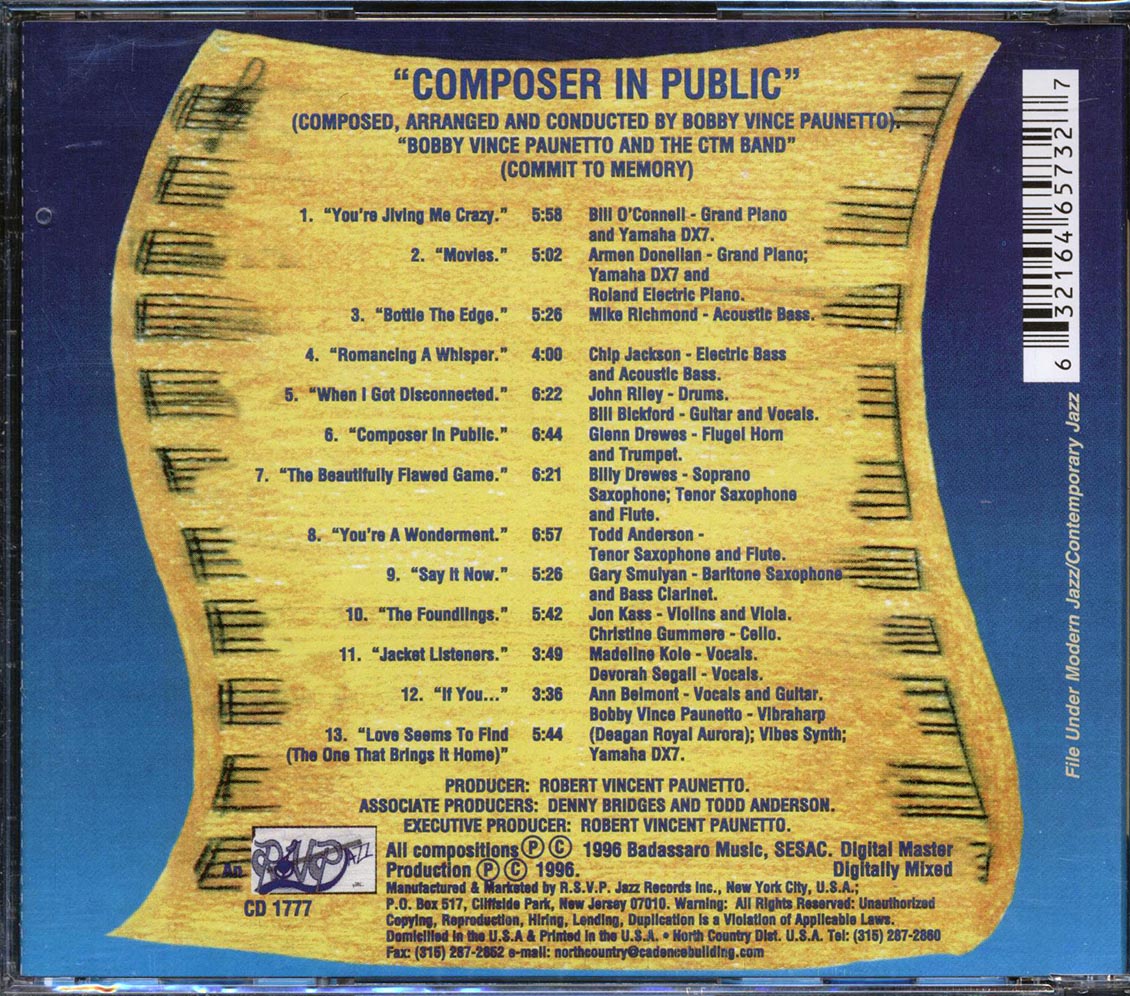 “COMPOSER IN PUBLIC”
(COMPOSED, ARRANGED AND CONDUCTED BY BOBBY VINCE PAUNETTO).
“BOBBY VINCE PAUNETTO AND THE CTM BAND”
(COMMIT TO MEMORY)
1. “You're Jiving Me Crazy.” 5:58
2. “Movies.” 5:02
3. “Bottle The Edge.” 5:26
4. “Romancing A Whisper.” 4:00
5. “When I Got Disconnected.” 6:22
6. “Composer In Public.” 6:44
7. “The Beautifully Flawed Game.” 6:21
8. “You're A Wonderment.” 6:57
9. “Say It Now.” 5:26
10. “The Foundlings.” 5:42
11. “Jacket Listeners.” 3:49
12. “If You...” 3:36
13. “Love Seems To Find 5:44
(The One That Brings It Home)”
Bill O'Connell - Grand Piano
and Yamaha DX7.
Armen Donelian - Grand Piano;
Yamaha DX7 and
Roland Electric Piano.
Mike Richmond - Acoustic Bass.
Chip Jackson - Electric Bass
and Acoustic Bass.
John Riley - Drums.
Bill Bickford - Guitar and Vocals.
Glenn Drewes - Flugel Horn
and Trumpet.
Billy Drewes - Soprano
Saxophone; Tenor Saxophone
and Flute.
Todd Anderson -
Tenor Saxophone and Flute.
Gary Smulyan - Baritone Saxophone
and Bass Clarinet.
Jon Kass - Violins and Viola.
Christine Gummere - Cello.
Madeline Kole - Vocals.
Devorah Segall - Vocals.
Ann Belmont - Vocals and Guitar.
Bobby Vince Paunetto - Vibraharp
(Deagan Royal Aurora); Vibes Synth;
Yamaha DX7.
PRODUCER: ROBERT VINCENT PAUNETTO.
ASSOCIATE PRODUCERS: DENNY BRIDGES AND TODD ANDERSON.
EXECUTIVE PRODUCER: ROBERT VINCENT PAUNETTO.
An RSVP JAZZ
CD 1777
All compositions Ⓟ Ⓒ 1996 Badassaro Music, SESAC. Digital Master
Production Ⓟ Ⓒ 1996. Digitally Mixed
Manufactured & Marketed by R.S.V.P. Jazz Records Inc., New York City, U.S.A.;
P.O. Box 517, Cliffside Park, New Jersey 07010. Warning: All Rights Reserved: Unauthorized
Copying, Reproduction, Hiring, Lending, Duplication is a Violation of Applicable Laws.
Domicilled in the U.S.A & Printed in the U.S.A. • North Country Dist. U.S.A. Tel: (315) 287-2860
Fax: (315) 287-2852 e-mail: northcountry@cadencebuilding.com
6 32164 65732 7
File Under Modern Jazz/Contemporary Jazz